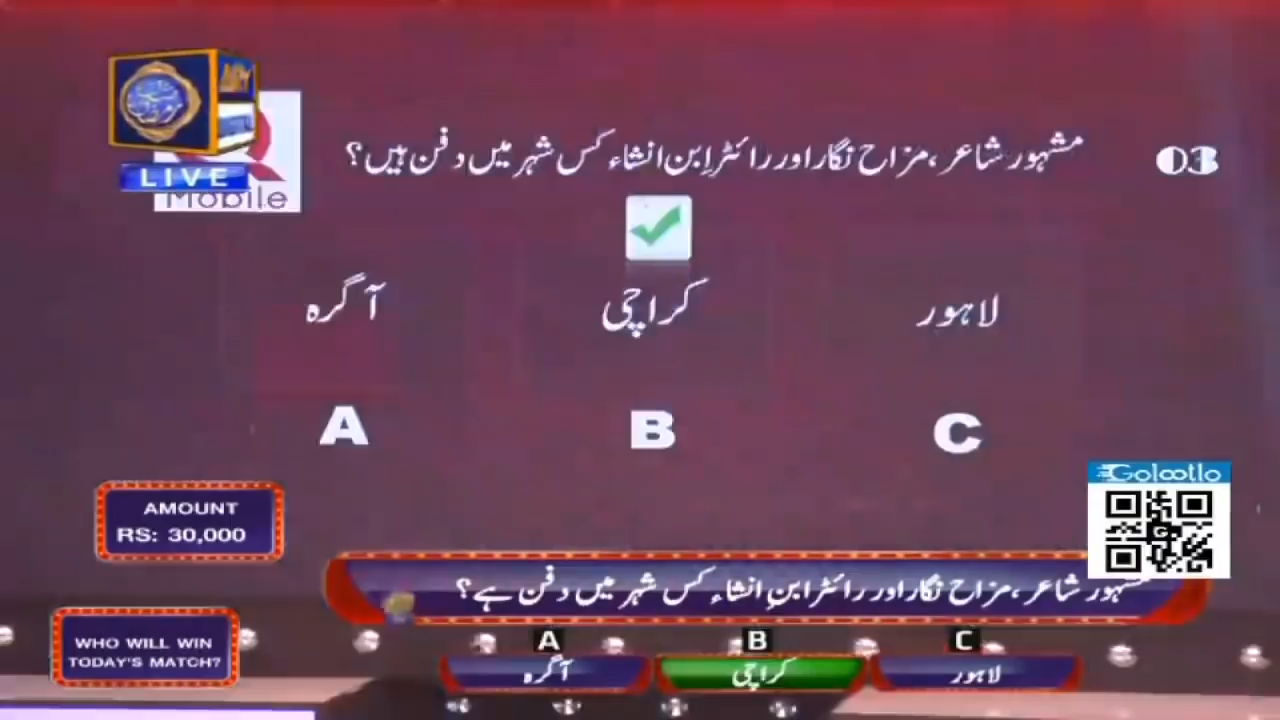 ARY
LIVE
Mobile
03
مشہور شاعر ،مزاح نگار اور رائٹر اِبن انشاء کس شہر میں دفن ہیں؟
آگرہ
کراچی
لاہور
A
B
C
Golootlo
AMOUNT
RS: 30,000
مشہور شاعر ،مزاح نگار اور رائٹر ابنِ انشاء کس شہر میں دفن ہے؟
WHO WILL WIN
TODAY'S MATCH?
A
B
C
آگرہ
کراچی
لاہور